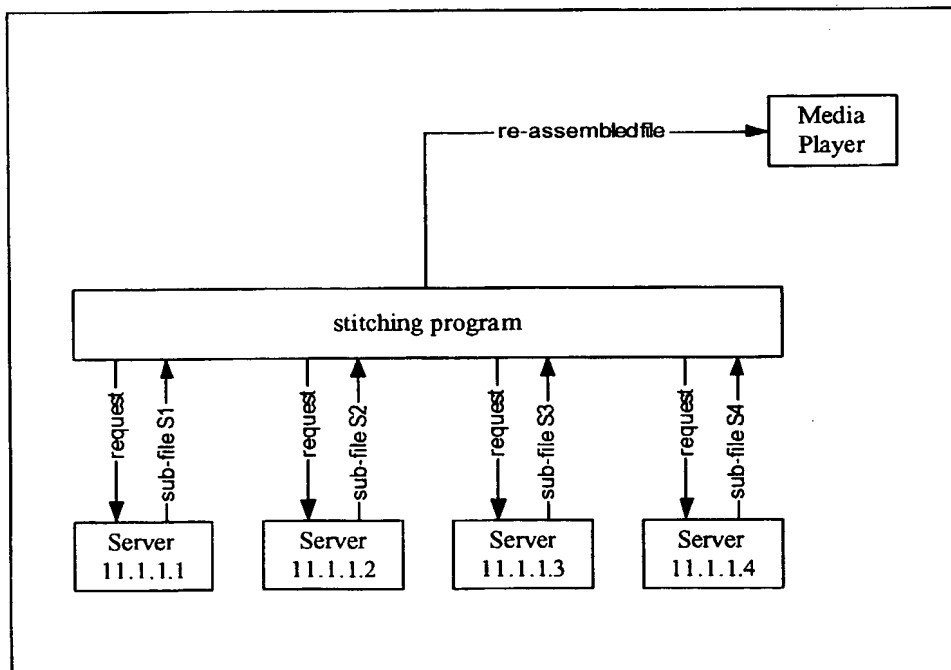 Media
Player
re-assembledfile
stitching program
request
sub-file S1
request
sub-file S2
request
sub-file S3
request
sub-file S4
Server
11.1.1.1
Server
11.1.1.2
Server
11.1.1.3
Server
11.1.1.4